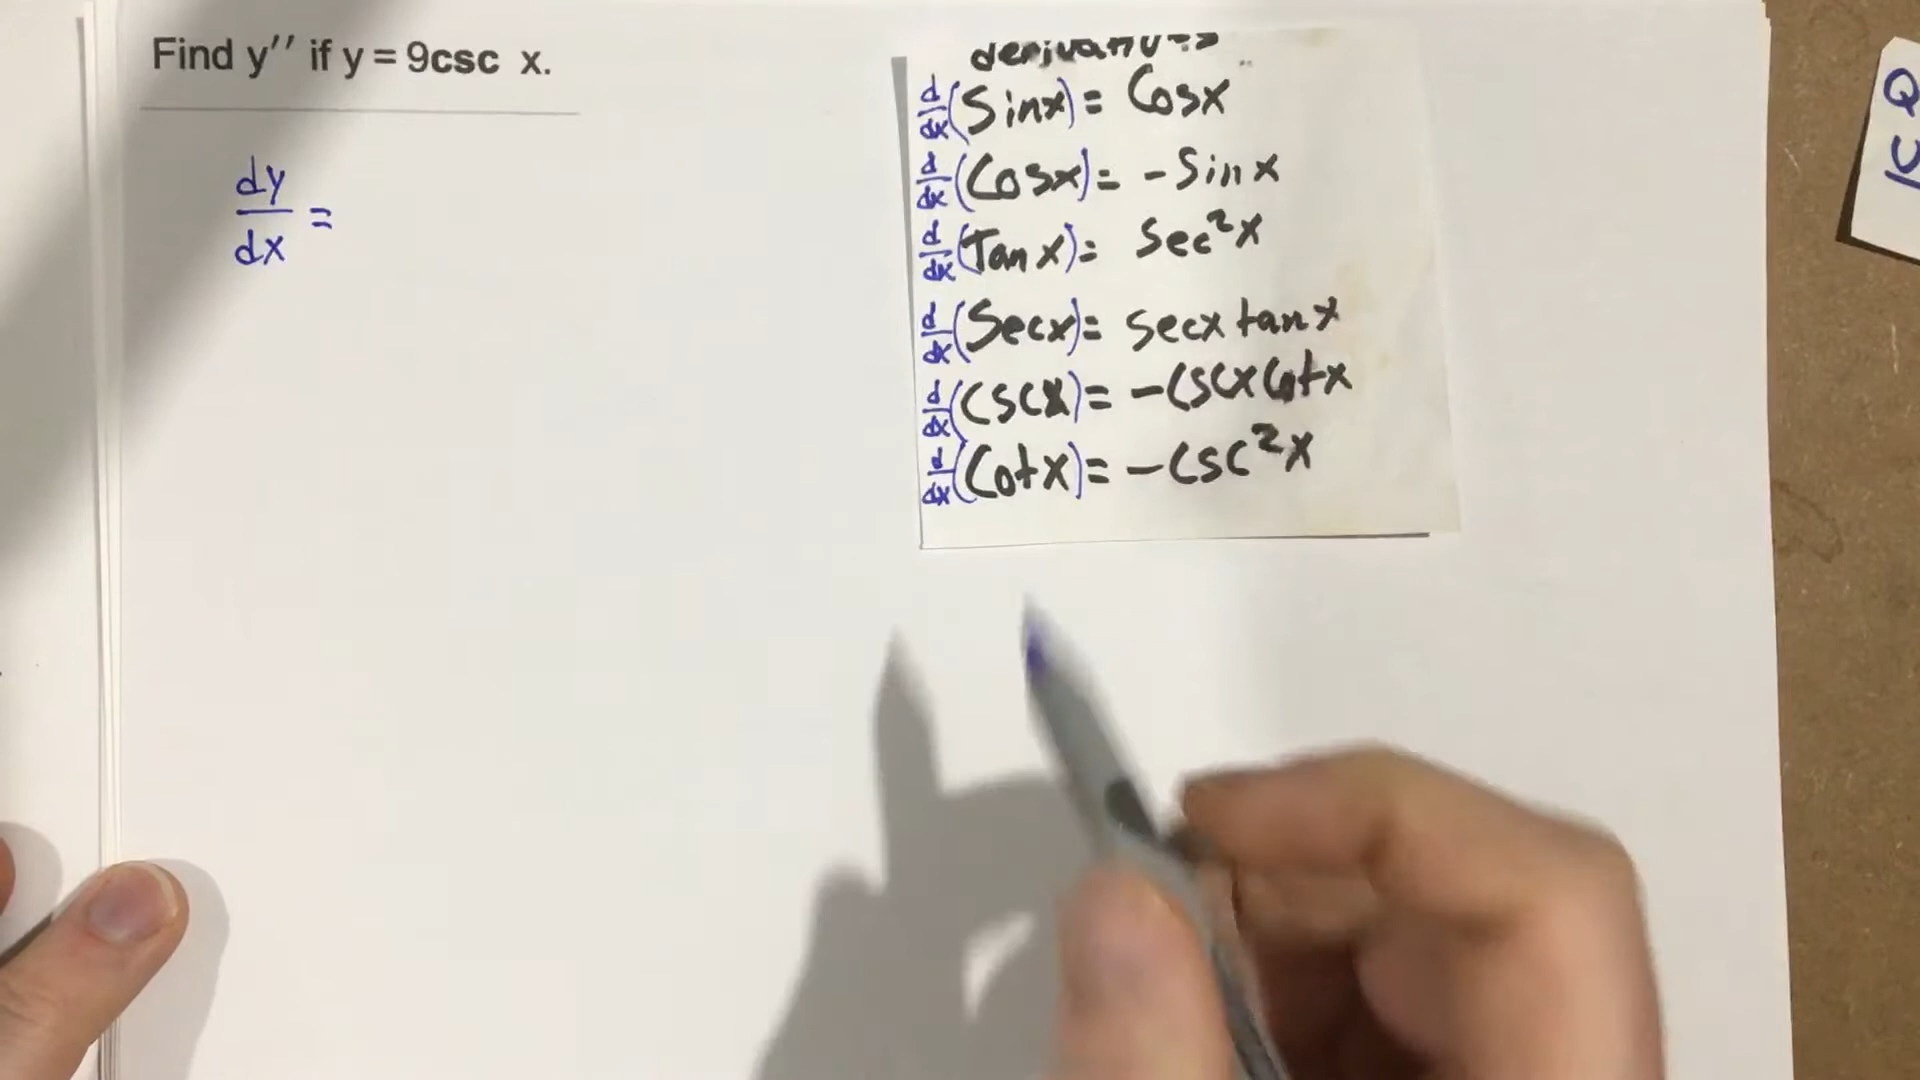 Find y′′ if y = 9csc x.
dy/dx =
derivatives
d/dx (Sinx) = Cosx
d/dx (Cosx) = -Sinx
d/dx (Tanx) = Sec²x
d/dx (Secx) = secx tanx
d/dx (Cscx) = -Cscx Cotx
d/dx (Cotx) = -Csc²x
Q